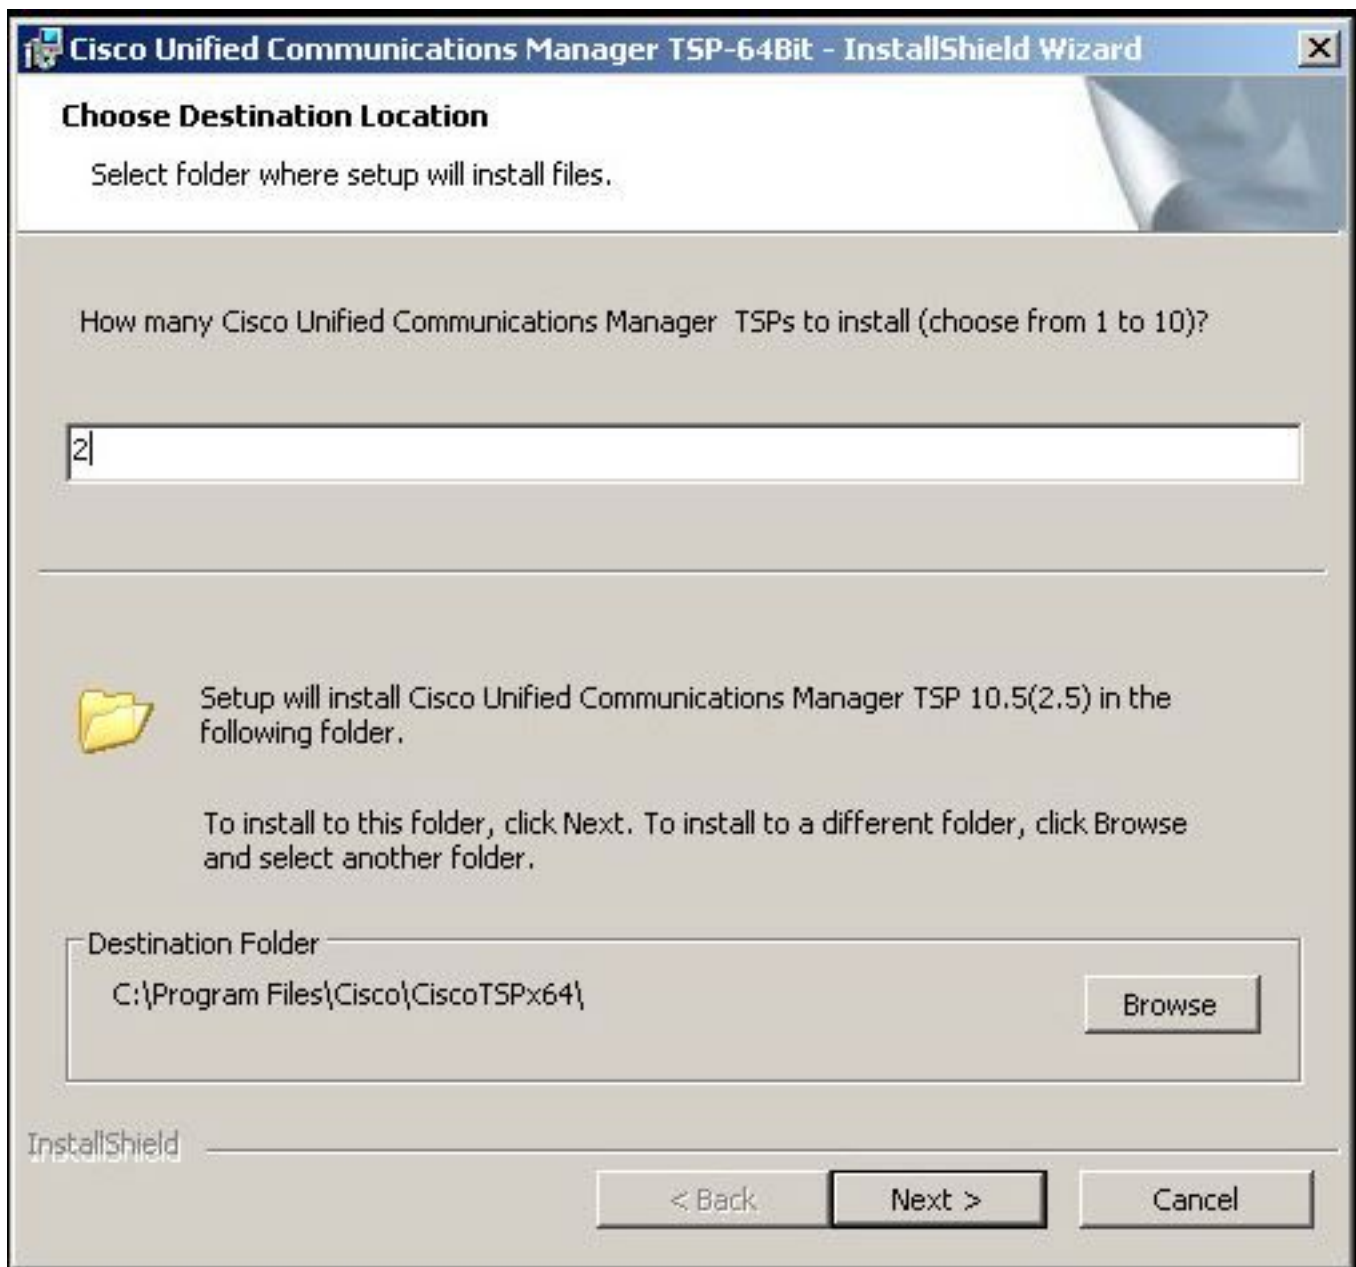 Cisco Unified Communications Manager TSP-64Bit - InstallShield Wizard
Choose Destination Location
Select folder where setup will install files.
How many Cisco Unified Communications Manager  TSPs to install (choose from 1 to 10)?
2
Setup will install Cisco Unified Communications Manager TSP 10.5(2.5) in the
following folder.
To install to this folder, click Next. To install to a different folder, click Browse
and select another folder.
Destination Folder
C:\Program Files\Cisco\CiscoTSPx64\
Browse
InstallShield
< Back
Next >
Cancel